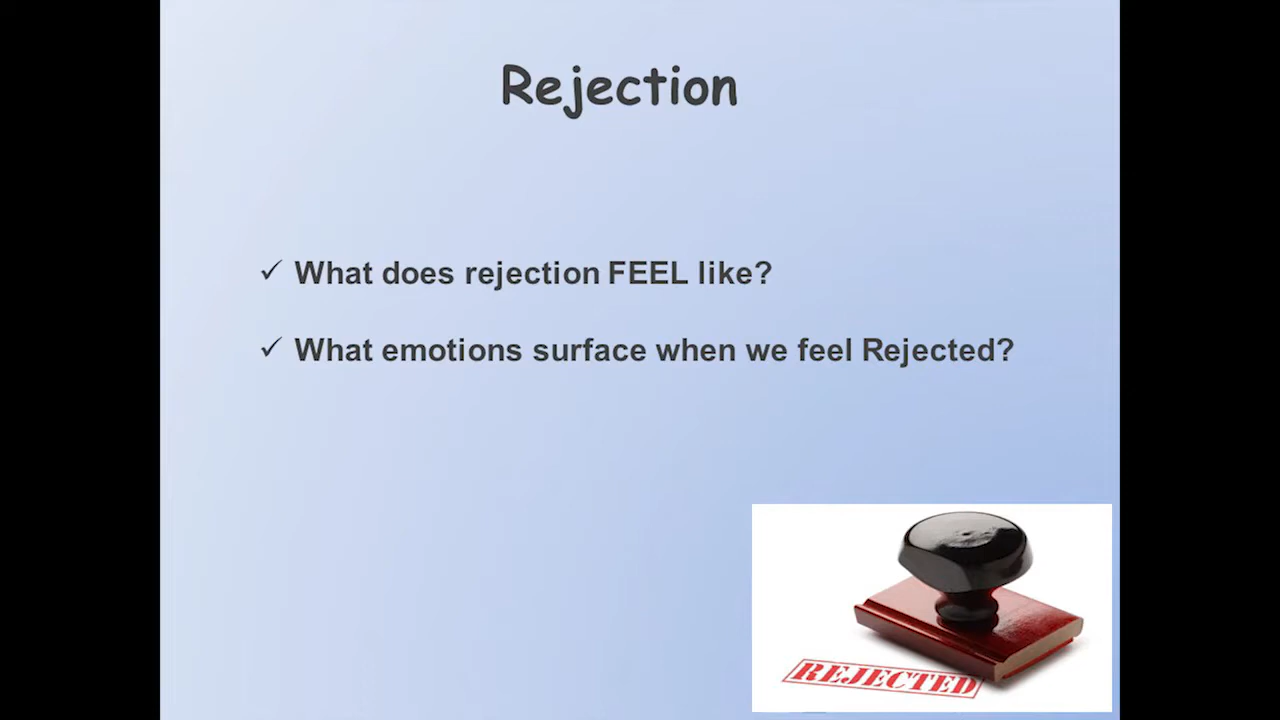 Rejection
✓ What does rejection FEEL like?
✓ What emotions surface when we feel Rejected?
REJECTED